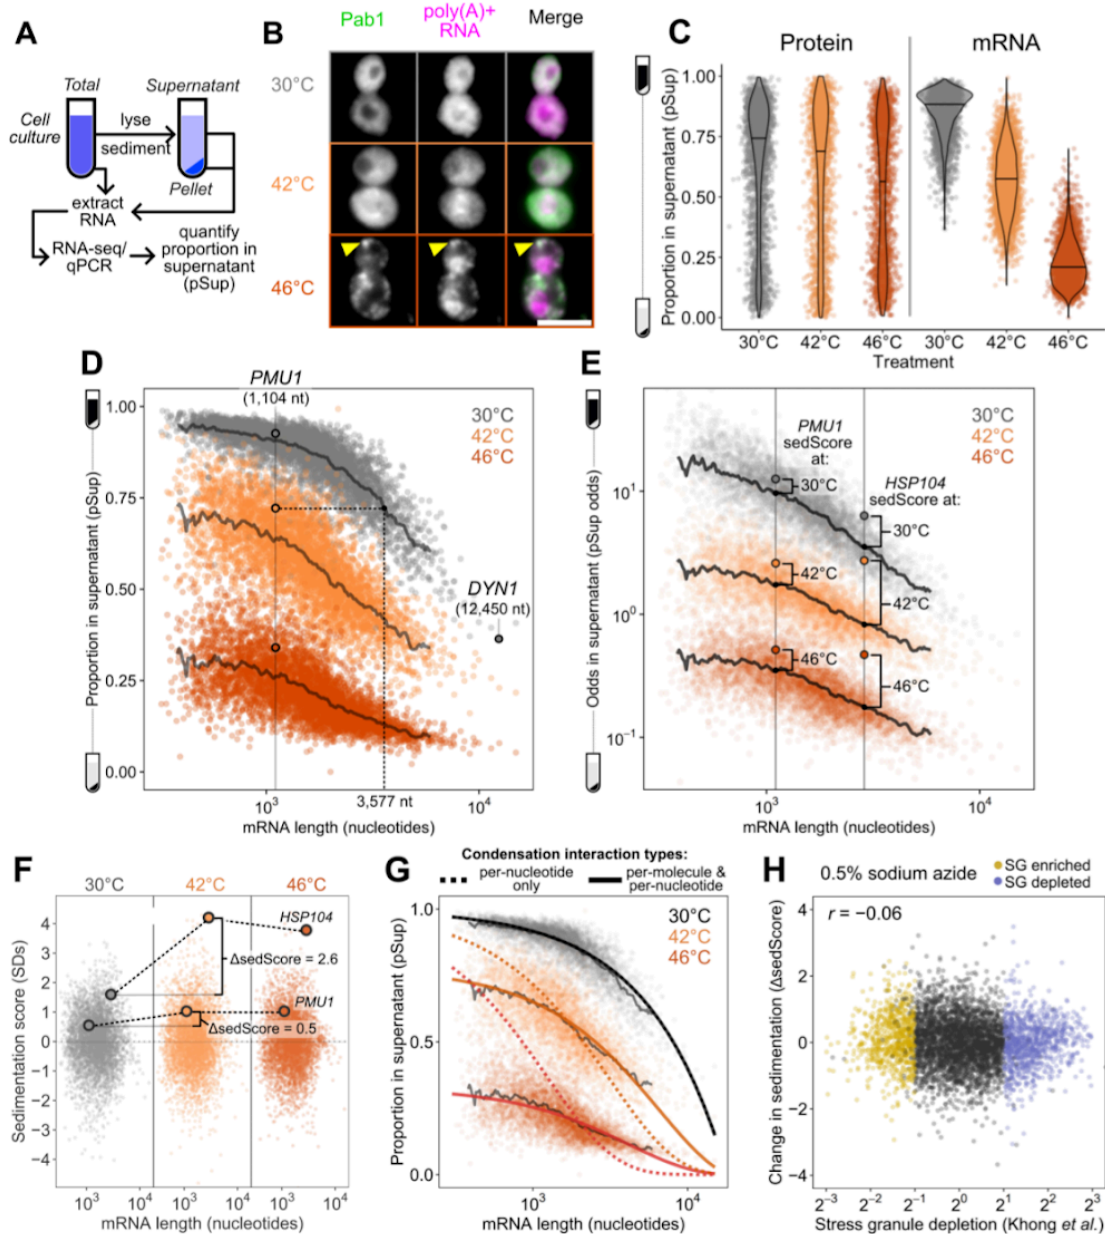 A
Total
Supernatant
Cell
culture
lyse
sediment
Pellet
extract
RNA
RNA-seq/
qPCR
quantify
proportion in
supernatant
(pSup)
B
Pab1
poly(A)+
RNA
Merge
30°C
42°C
46°C
C
Protein
mRNA
Proportion in supernatant (pSup)
1.00
0.75
0.50
0.25
0.00
30°C 42°C 46°C 30°C 42°C 46°C
Treatment
D
PMU1
(1,104 nt)
30°C
42°C
46°C
DYN1
(12,450 nt)
Proportion in supernatant (pSup)
1.00
0.75
0.50
0.25
0.00
10³
3,577 nt
10⁴
mRNA length (nucleotides)
E
30°C
42°C
46°C
PMU1
sedScore
at:
30°C
42°C
46°C
HSP104
sedScore at:
30°C
42°C
46°C
Odds in supernatant (pSup odds)
10¹
10⁰
10⁻¹
10³
10⁴
mRNA length (nucleotides)
F
30°C
42°C
46°C
HSP104
ΔsedScore = 2.6
PMU1
ΔsedScore = 0.5
Sedimentation score (SDs)
4
3
2
1
0
−1
−2
−3
−4
10³ 10⁴ 10³ 10⁴ 10³ 10⁴
mRNA length (nucleotides)
G
Condensation interaction types:
per-nucleotide
only
per-molecule &
per-nucleotide
30°C
42°C
46°C
Proportion in supernatant (pSup)
1.0
0.5
0.0
10³
10⁴
mRNA length (nucleotides)
H
0.5% sodium azide
SG enriched
SG depleted
r = −0.06
Change in sedimentation (ΔsedScore)
4
2
0
−2
−4
2⁻³ 2⁻² 2⁻¹ 2⁰ 2¹ 2² 2³
Stress granule depletion (Khong et al.)